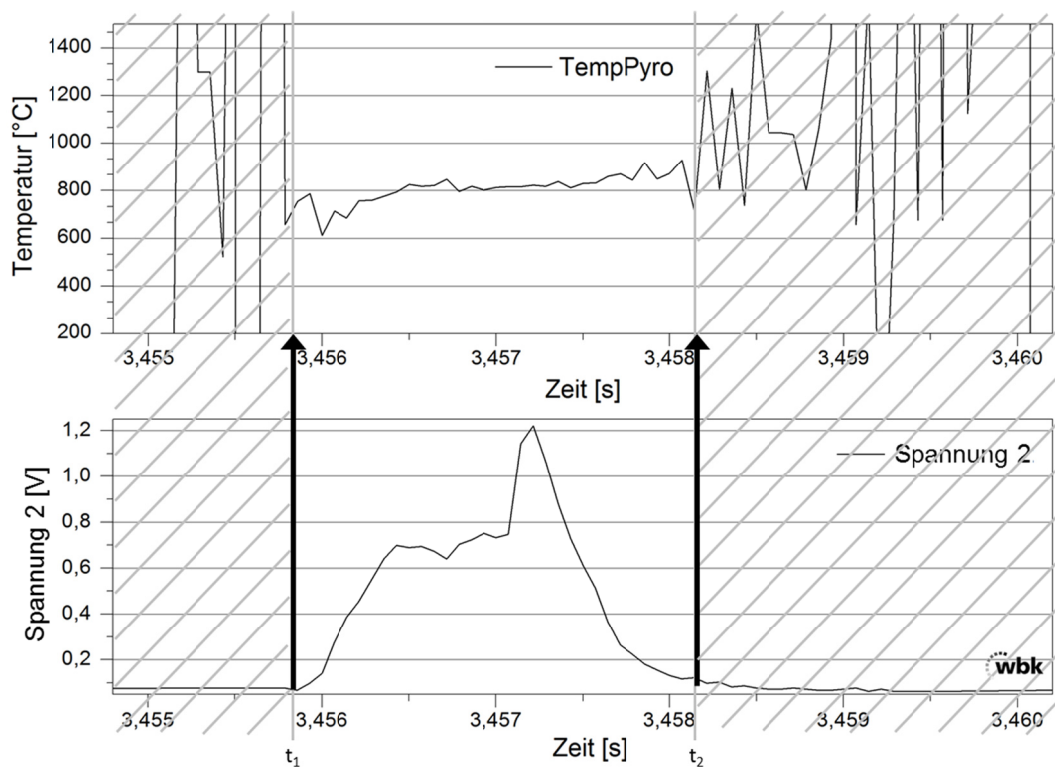 1400
1200
1000
800
600
400
200
Temperatur [°C]
TempPyro
3,455
3,456
3,457
3,458
3,459
3,460
Zeit [s]
1,2
1,0
0,8
0,6
0,4
0,2
Spannung 2 [V]
Spannung 2
wbk
3,455
3,456
3,457
3,458
3,459
3,460
t1
Zeit [s]
t2